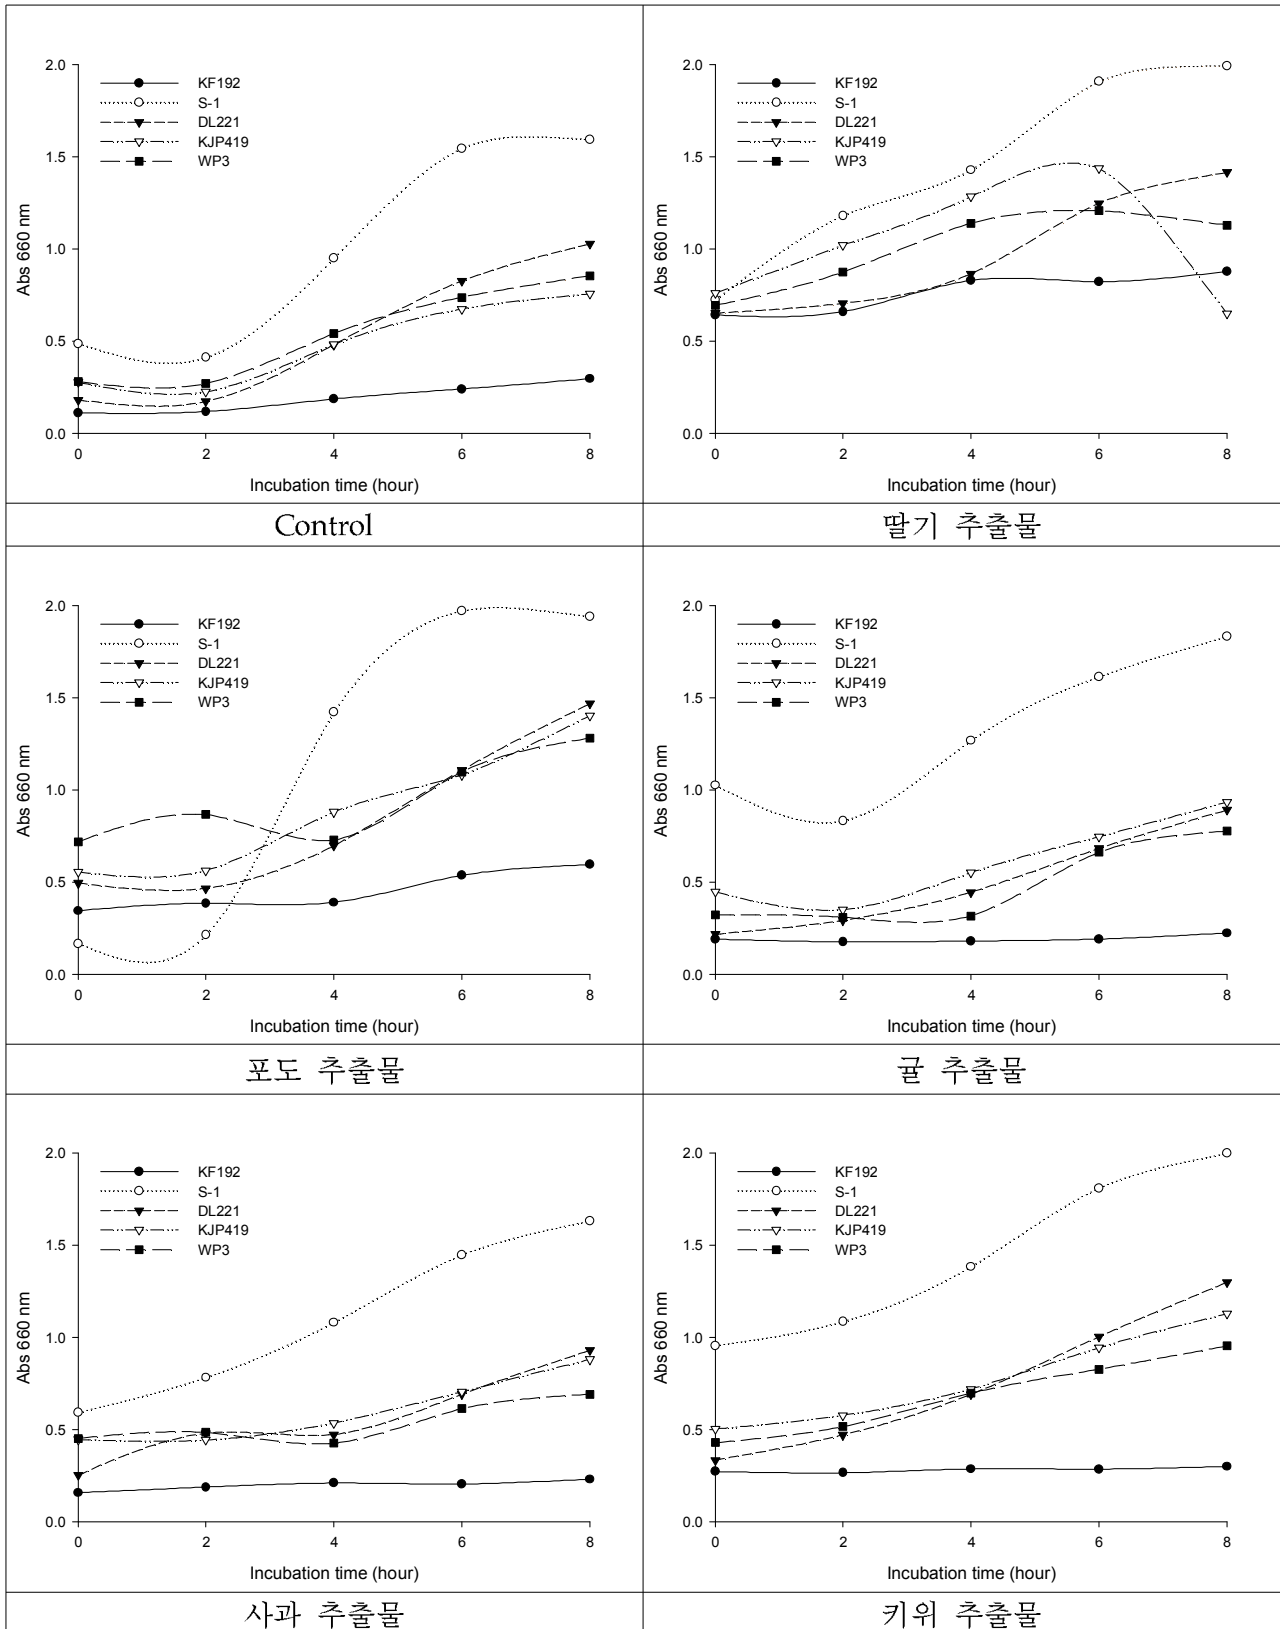 2.0
1.5
1.0
0.5
0.0
Abs 660 nm
KF192
S-1
DL221
KJP419
WP3
0 2 4 6 8
Incubation time (hour)
Control
2.0
1.5
1.0
0.5
0.0
Abs 660 nm
KF192
S-1
DL221
KJP419
WP3
0 2 4 6 8
Incubation time (hour)
딸기 추출물
2.0
1.5
1.0
0.5
0.0
Abs 660 nm
KF192
S-1
DL221
KJP419
WP3
0 2 4 6 8
Incubation time (hour)
포도 추출물
2.0
1.5
1.0
0.5
0.0
Abs 660 nm
KF192
S-1
DL221
KJP419
WP3
0 2 4 6 8
Incubation time (hour)
귤 추출물
2.0
1.5
1.0
0.5
0.0
Abs 660 nm
KF192
S-1
DL221
KJP419
WP3
0 2 4 6 8
Incubation time (hour)
사과 추출물
2.0
1.5
1.0
0.5
0.0
Abs 660 nm
KF192
S-1
DL221
KJP419
WP3
0 2 4 6 8
Incubation time (hour)
키위 추출물